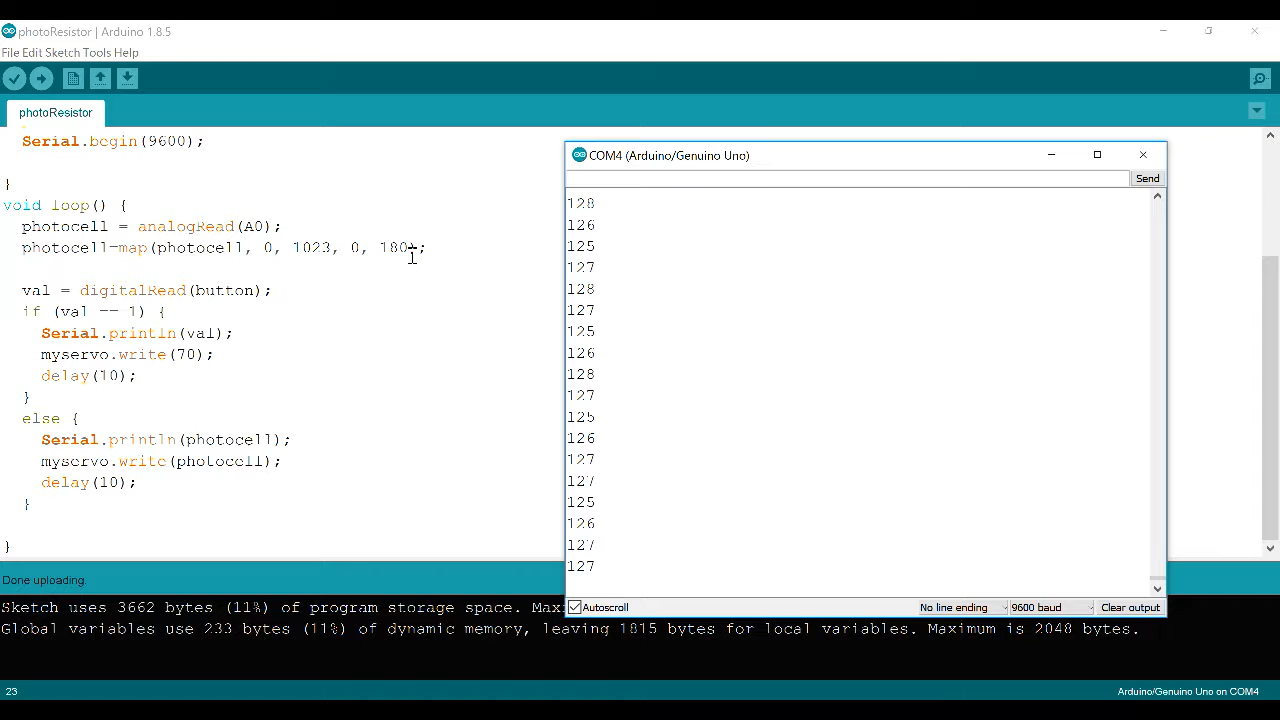 photoResistor | Arduino 1.8.5
File Edit Sketch Tools Help
photoResistor
Serial.begin(9600);
}
void loop() {
photocell = analogRead(A0);
photocell=map(photocell, 0, 1023, 0, 180);
val = digitalRead(button);
if (val == 1) {
Serial.println(val);
myservo.write(70);
delay(10);
}
else {
Serial.println(photocell);
myservo.write(photocell);
delay(10);
}
}
COM4 (Arduino/Genuino Uno)
Send
128
126
125
127
128
127
125
126
128
127
125
126
127
127
125
126
127
127
Autoscroll
No line ending
9600 baud
Clear output
Done uploading.
Sketch uses 3662 bytes (11%) of program storage space.
Global variables use 233 bytes (11%) of dynamic memory, leaving 1815 bytes for local variables. Maximum is 2048 bytes.
23
Arduino/Genuino Uno on COM4